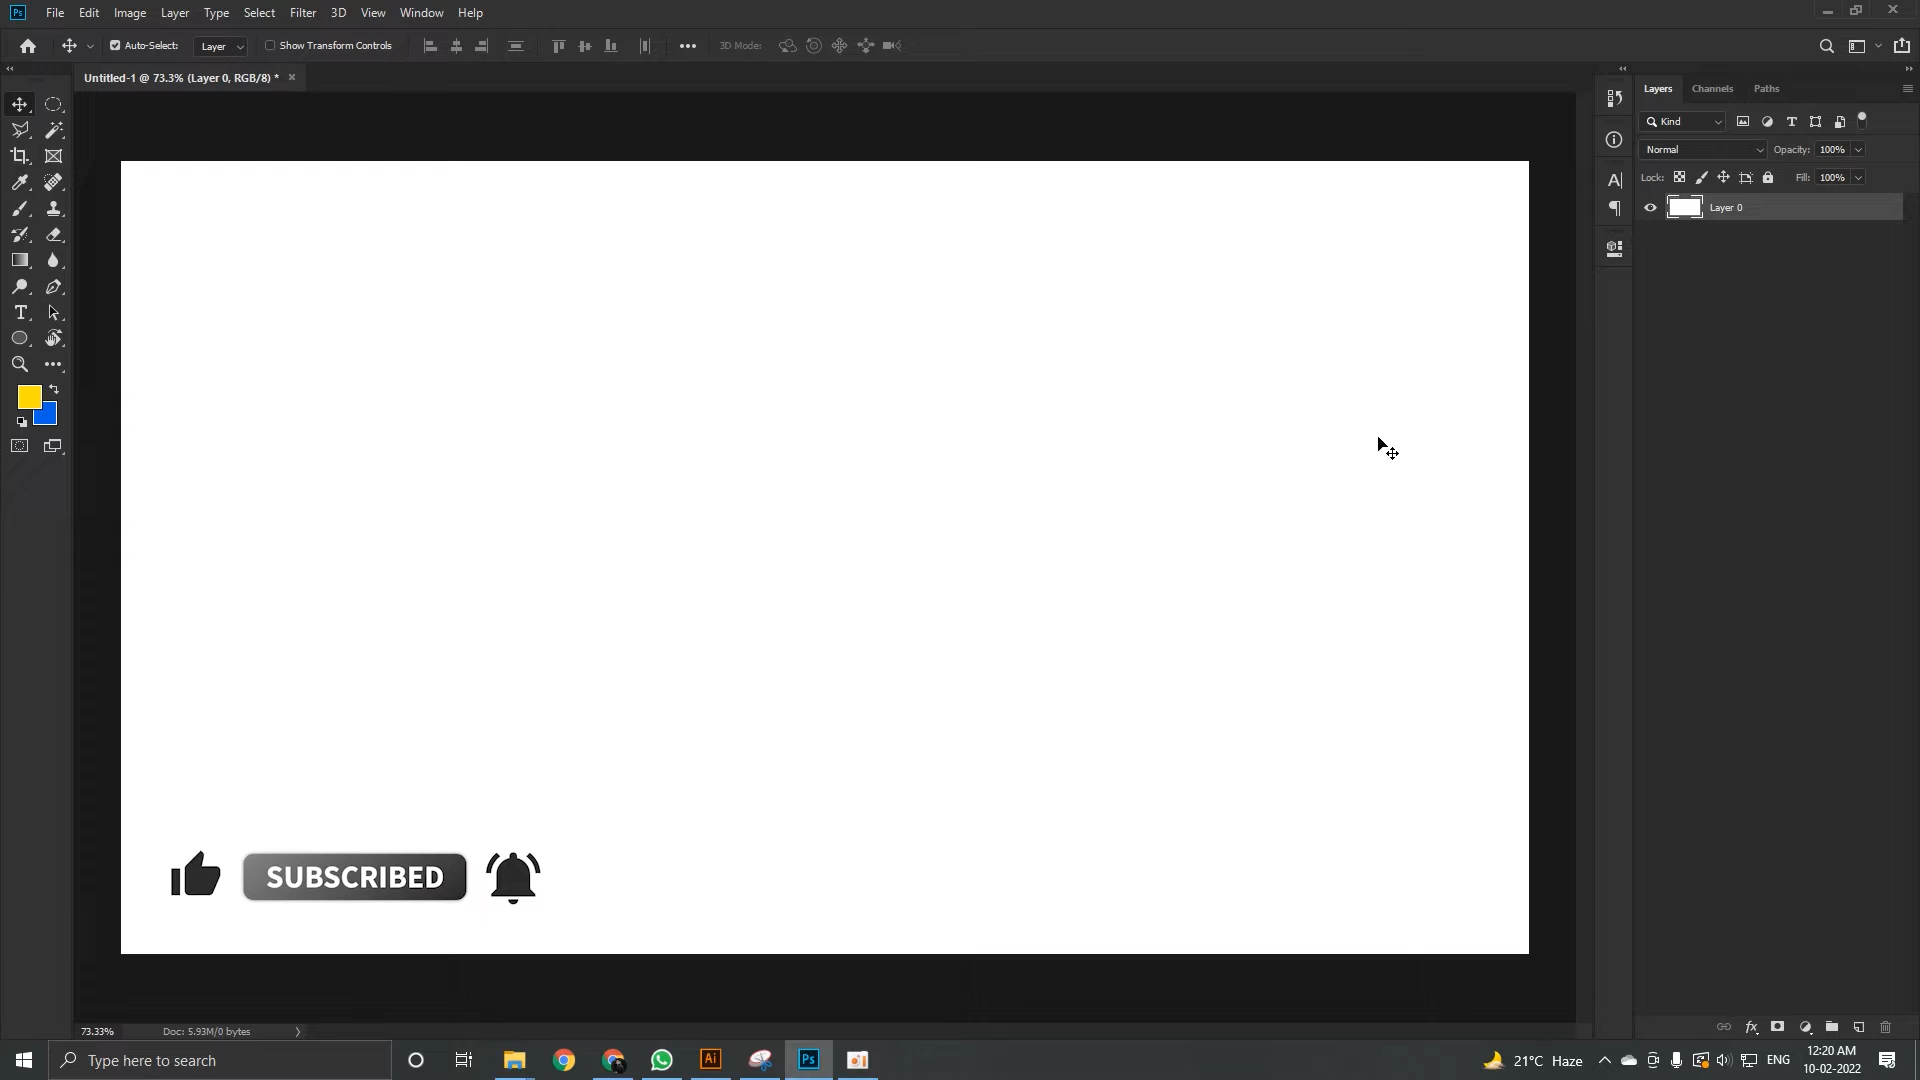 Ps File Edit Image Layer Type Select Filter 3D View Window Help
Auto-Select: Layer Show Transform Controls 3D Mode:
Untitled-1 @ 73.3% (Layer 0, RGB/8) *
Layers Channels Paths
Kind
Normal Opacity: 100%
Lock: Fill: 100%
Layer 0
SUBSCRIBED
73.33% Doc: 5.93M/0 bytes
Type here to search
Ai Ps
21°C Haze ENG
12:20 AM
10-02-2022